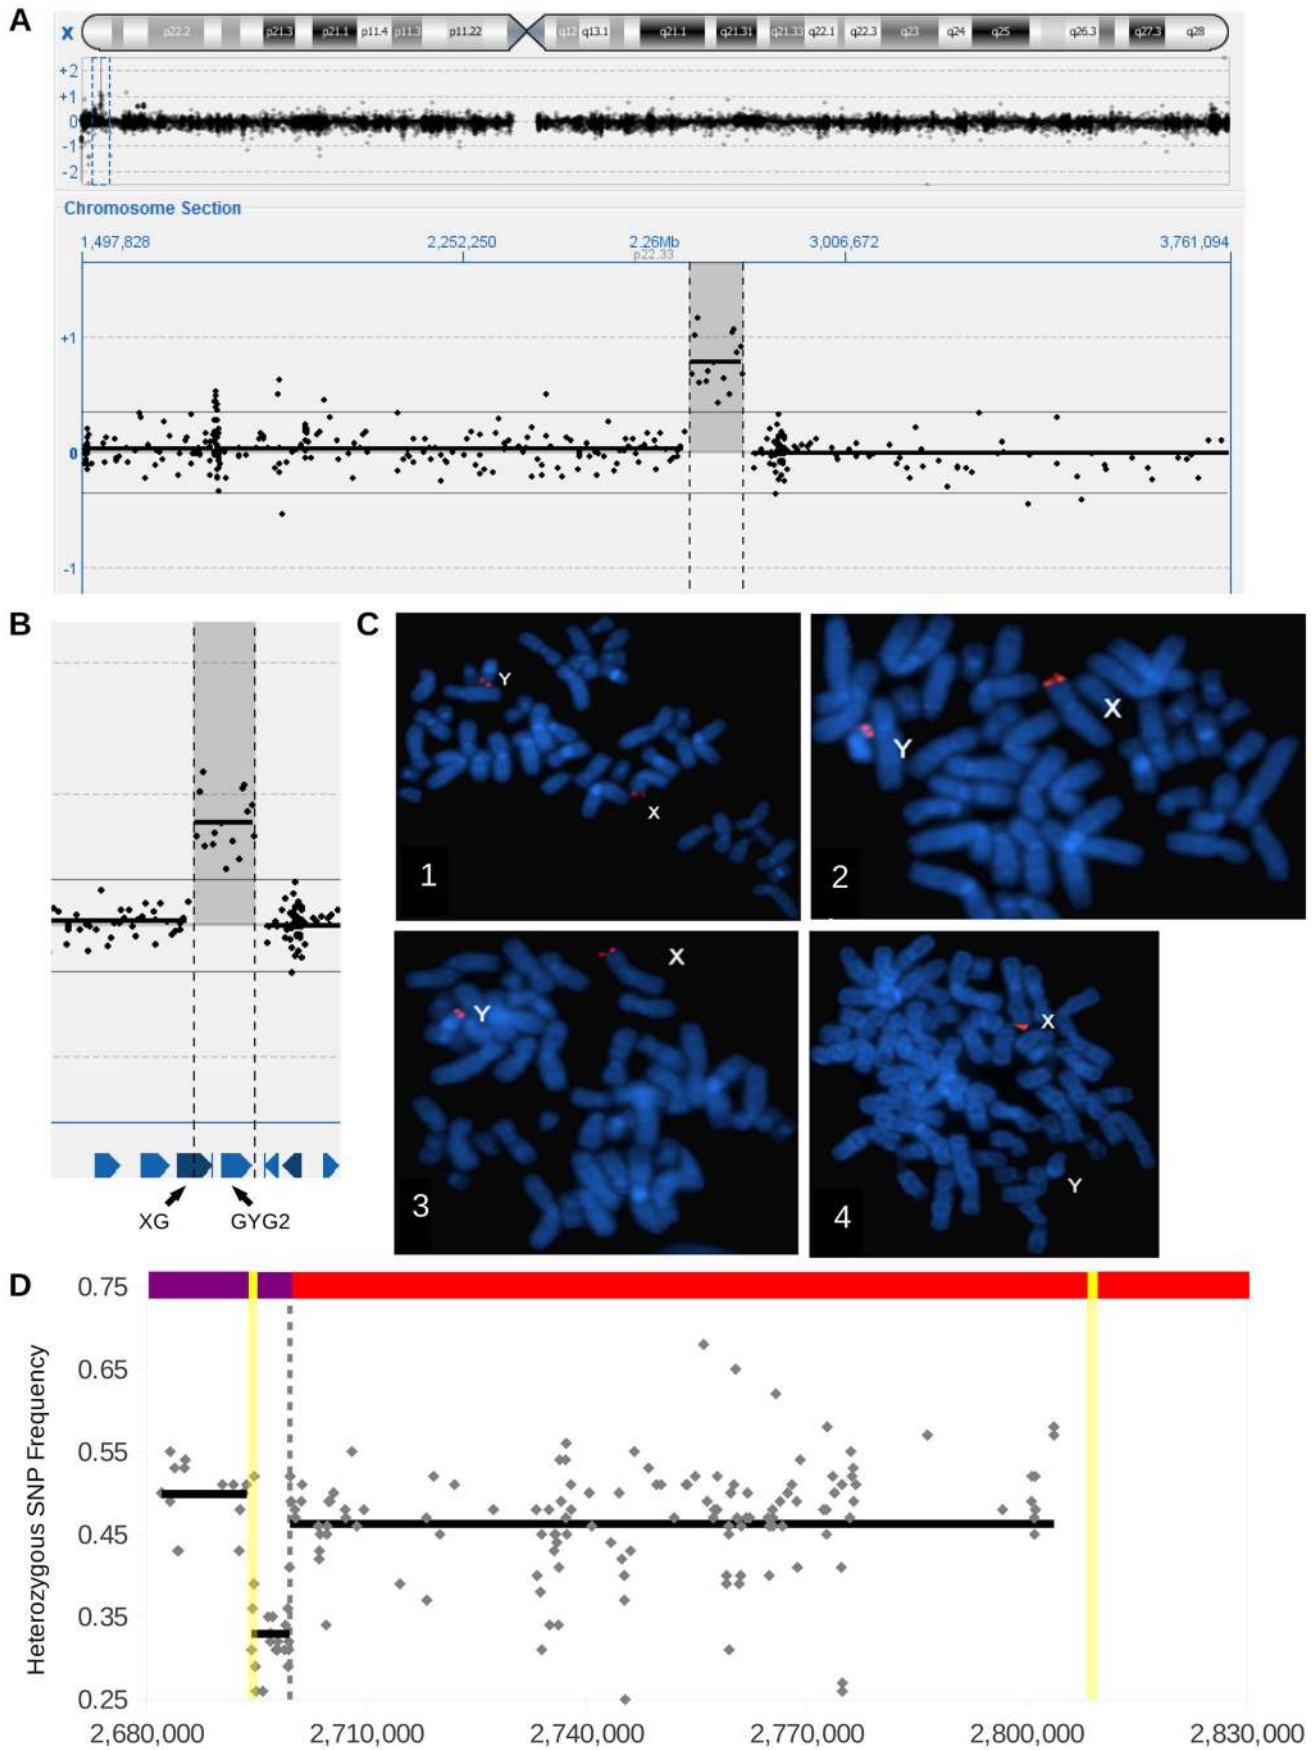 A
X
p22.2 p21.3 p21.1 p11.4 p11.3 p11.22 q12 q13.1 q21.1 q21.31 q21.33 q22.1 q22.3 q23 q24 q25 q26.3 q27.3 q28
+2
+1
0
-1
-2
Chromosome Section
1,497,828 2,252,250 2.26Mb 3,006,672 3,761,094
p22.33
+1
0
-1
B
XG GYG2
C
Y
X
1
X
Y
2
X
Y
3
X
Y
4
D
Heterozygous SNP Frequency
0.75
0.65
0.55
0.45
0.35
0.25
2,680,000 2,710,000 2,740,000 2,770,000 2,800,000 2,830,000